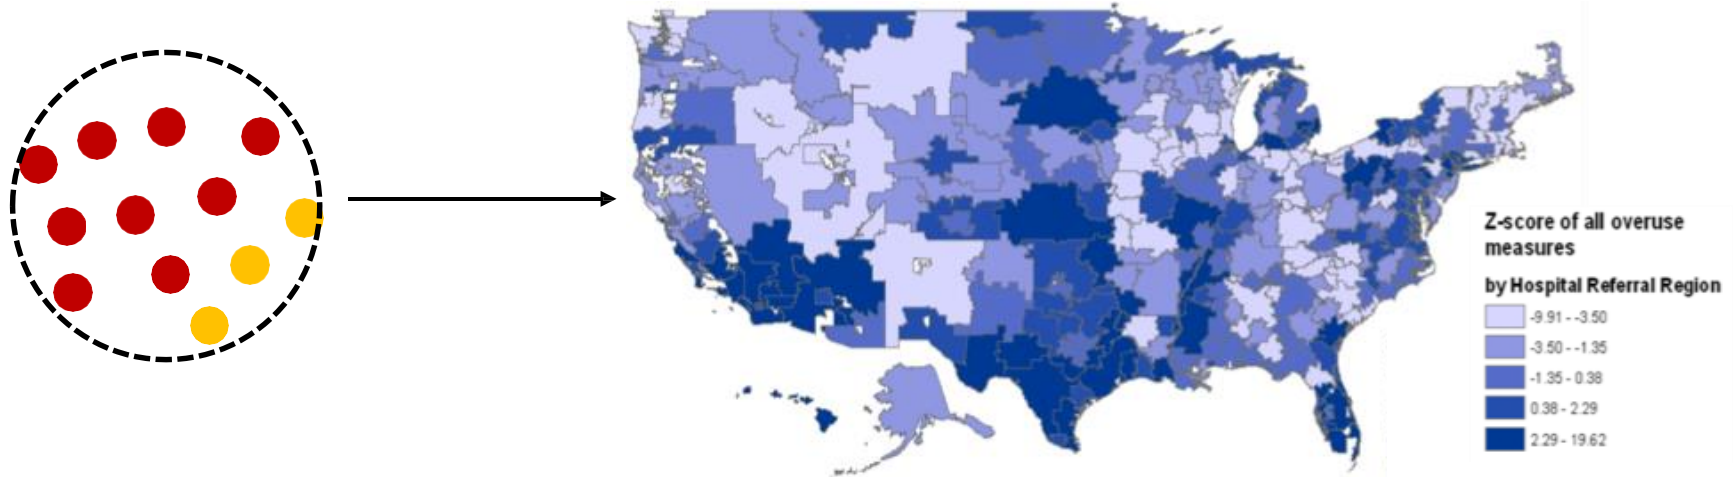 Z-score of all overuse
measures
by Hospital Referral Region
-9.91 - -3.50
-3.50 - -1.35
-1.35 - 0.38
0.38 - 2.29
2.29 - 19.62